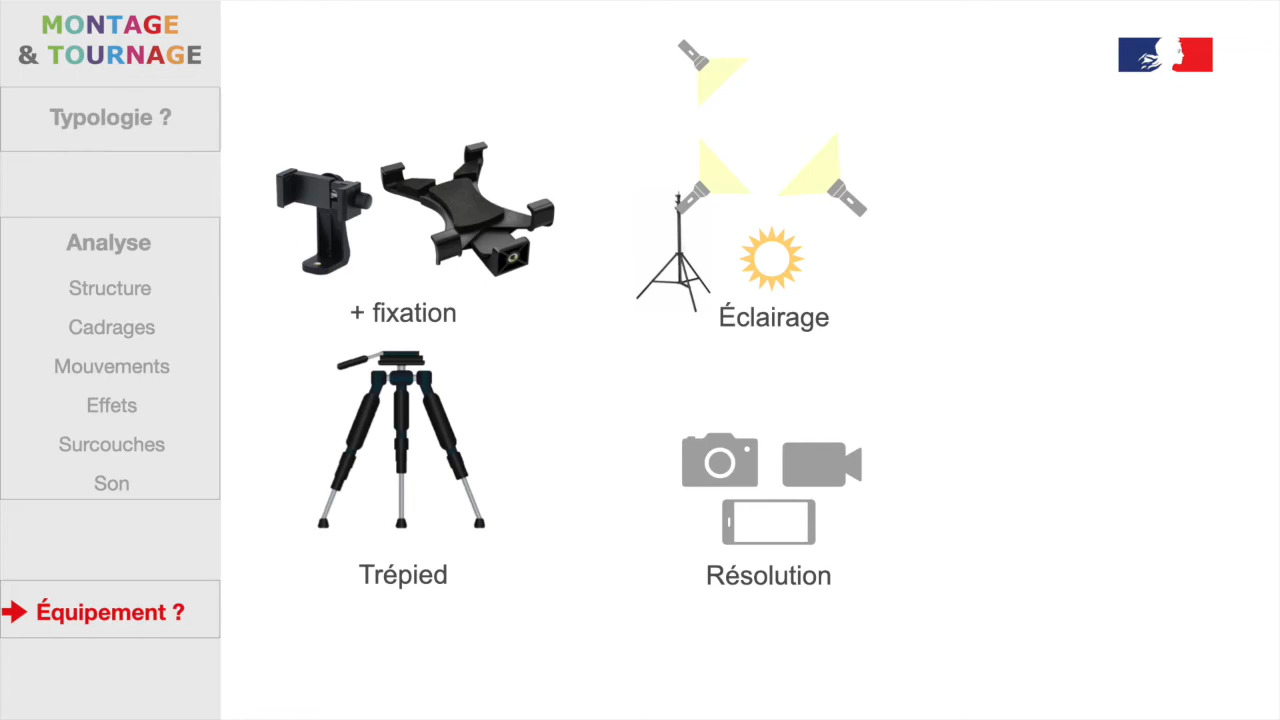 MONTAGE ?
& TOURNAGE
Typologie ?
Analyse
Structure
Cadrages
Mouvements
Effets
Surcouches
Son
Équipement ?
+ fixation
Éclairage
Trépied
Résolution